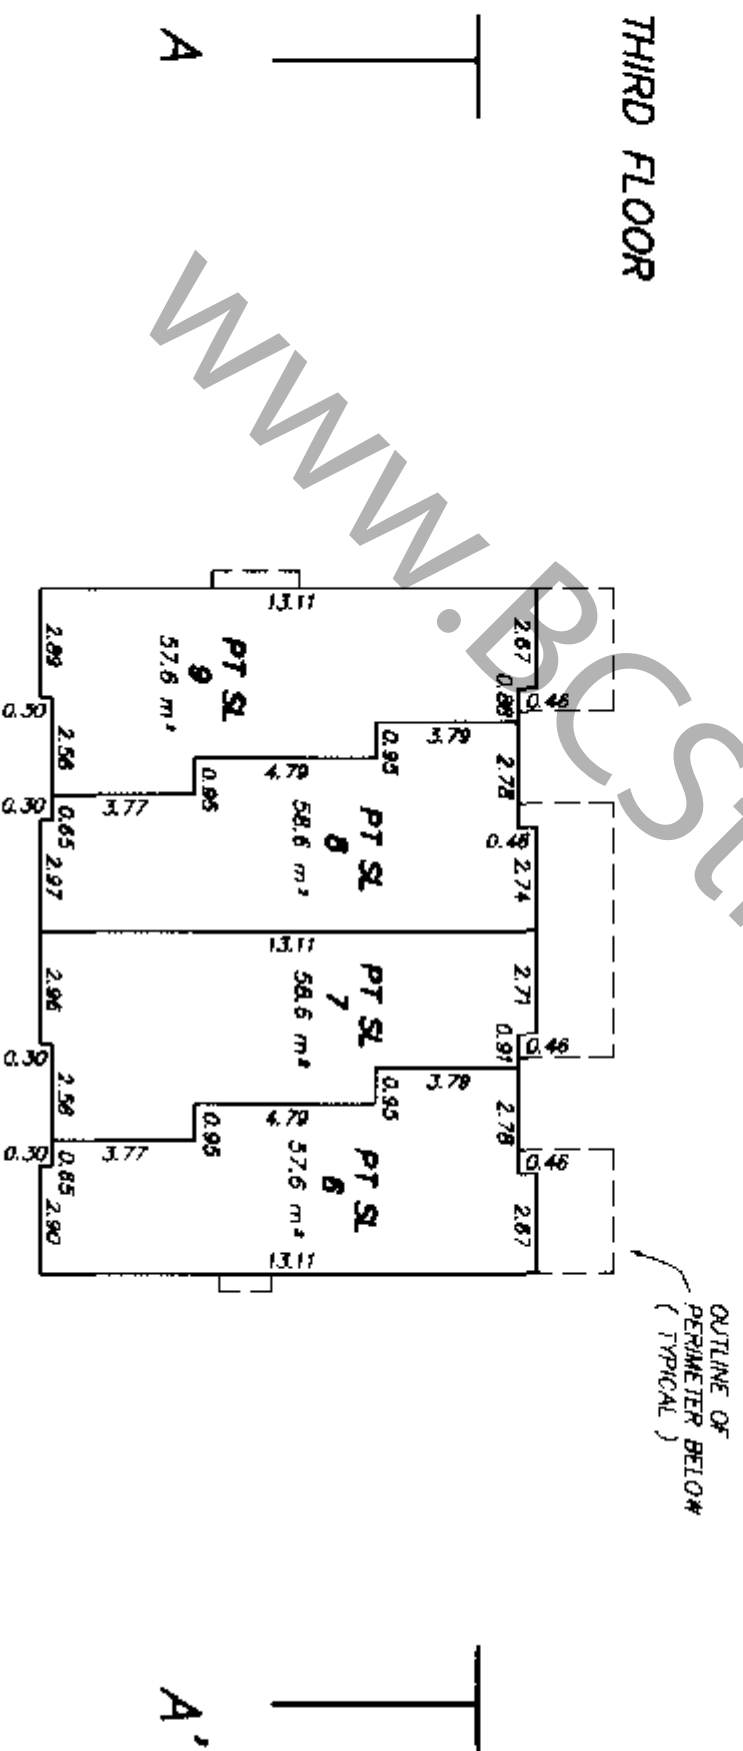 THIRD FLOOR
A
A'
OUTLINE OF
PERIMETER BELOW
( TYPICAL )
www.BCSt
2.67
0.46
0.88
2.78
0.46
2.74
2.71
0.46
0.91
2.78
0.46
2.67
13.11
3.79
0.95
4.79
0.95
3.77
13.11
3.79
0.95
4.79
0.95
3.77
13.11
PT SL
9
57.6 m²
PT SL
8
58.6 m²
PT SL
7
58.6 m²
PT SL
6
57.6 m²
2.89
0.30
2.56
0.30
0.65
2.97
2.96
0.30
2.56
0.30
0.65
2.90